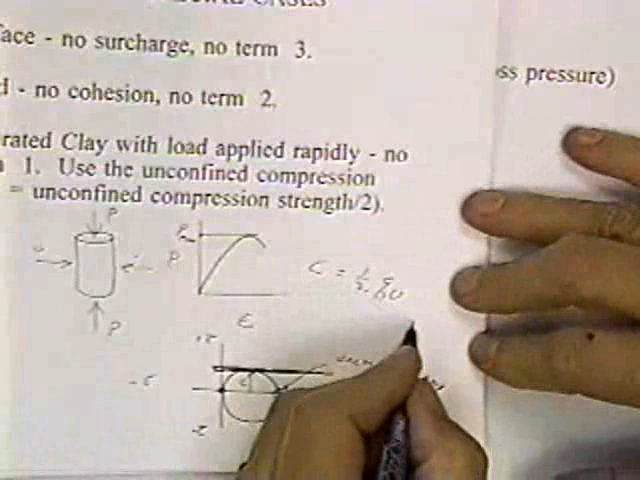 face - no surcharge, no term 3.
oss pressure)
d - no cohesion, no term 2.
rated Clay with load applied rapidly - no
1. Use the unconfined compression
= unconfined compression strength/2).
P
P
C = 1/2 qu
P
ε